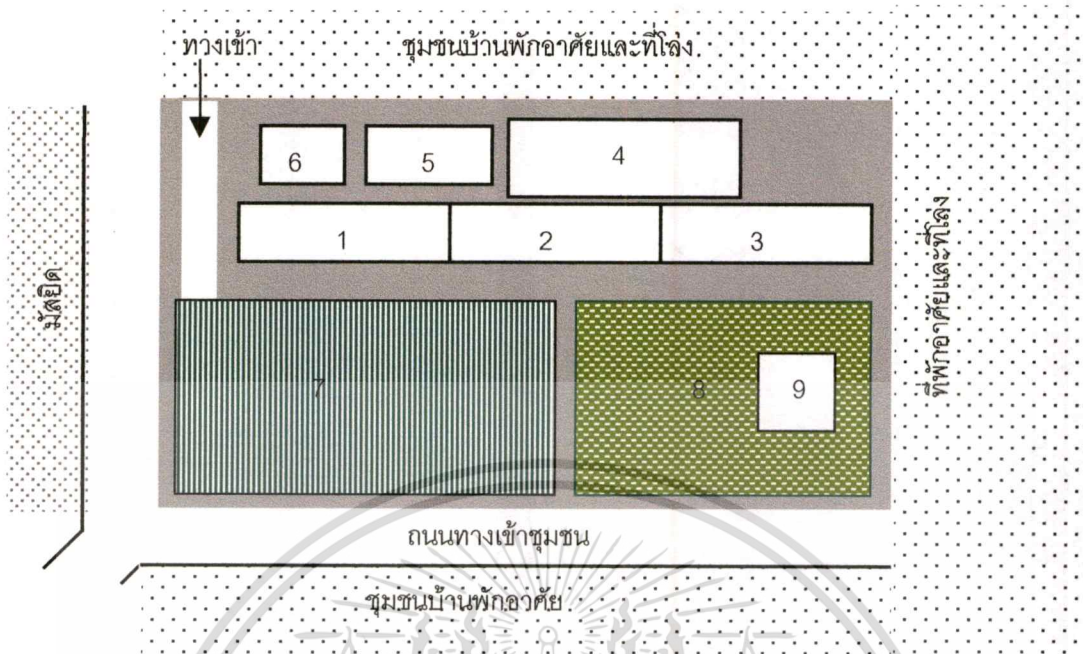 ทางเข้า
ชุมชนบ้านพักอาศัยและที่โล่ง
6
5
4
1
2
3
มัสยิด
ที่พักอาศัยและที่โล่ง
7
8
9
ถนนทางเข้าชุมชน
ชุมชนบ้านพักอาศัย